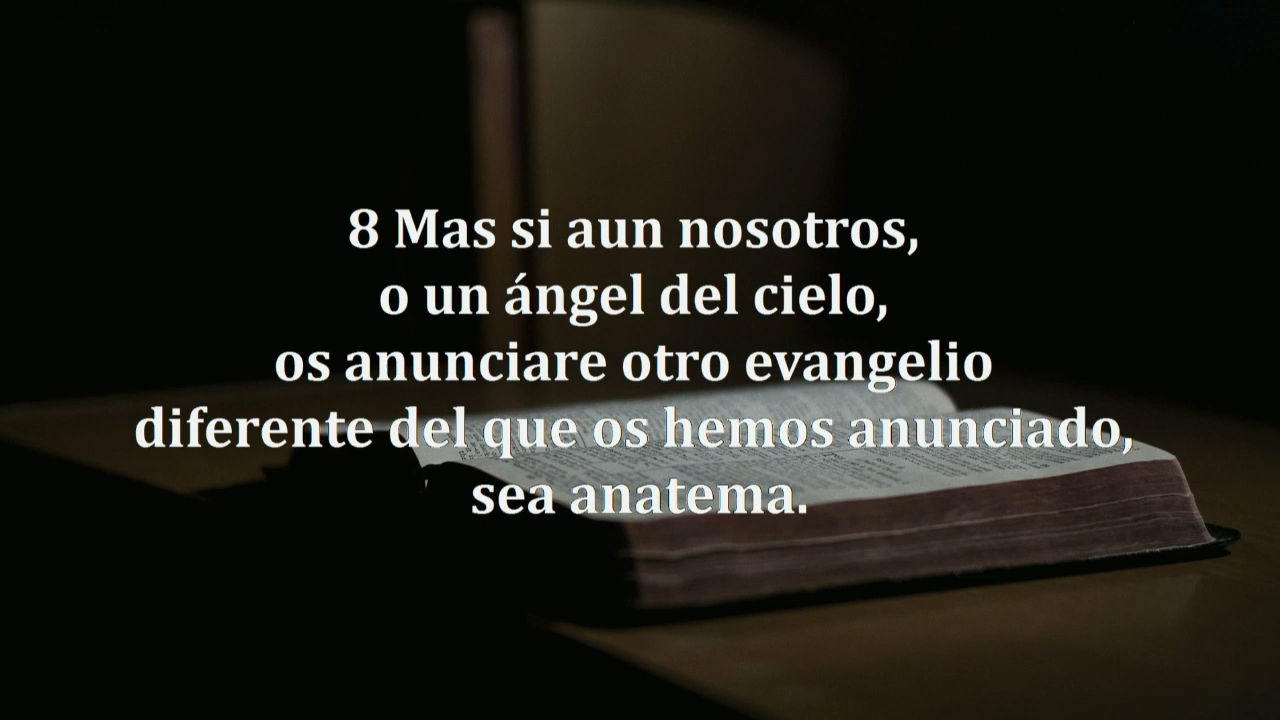 8 Mas si aun nosotros,
o un ángel del cielo,
os anunciare otro evangelio
diferente del que os hemos anunciado,
sea anatema.